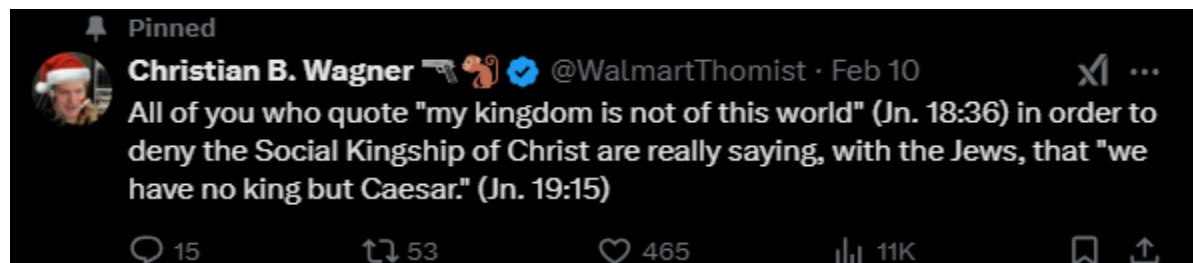 Pinned
Christian B. Wagner @WalmartThomist · Feb 10
All of you who quote "my kingdom is not of this world" (Jn. 18:36) in order to
deny the Social Kingship of Christ are really saying, with the Jews, that "we
have no king but Caesar." (Jn. 19:15)
15 53 465 11K